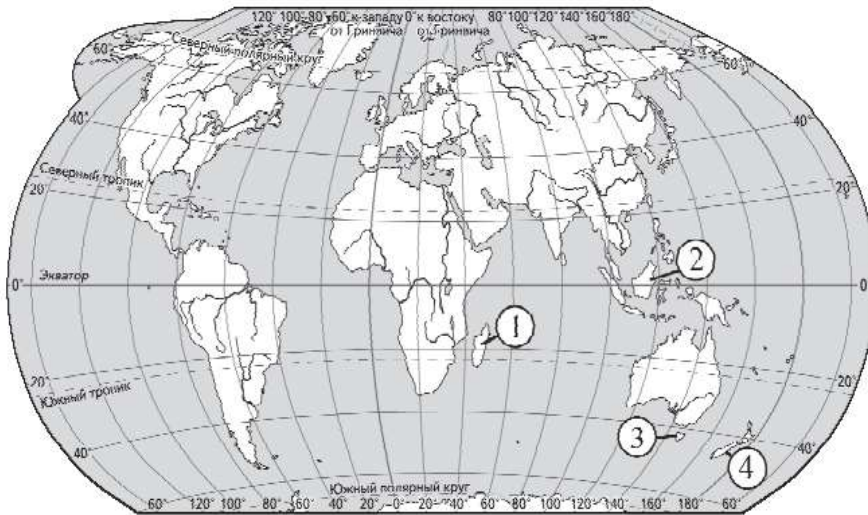 120° 100° 80° 60° к западу 0° к востоку 80° 100° 120° 140° 160° 180°
от Гринвича от Гринвича
Северный полярный круг
60° 60°
40° 40°
Северный тропик
20° 20°
2
Экватор
0° 0°
1
20° 20°
Южный тропик
3
40° 40°
4
Южный полярный круг
60° 120° 100° 80° 60° 40° 20° 0° 20° 40° 60° 80° 100° 120° 140° 160° 180° 60°